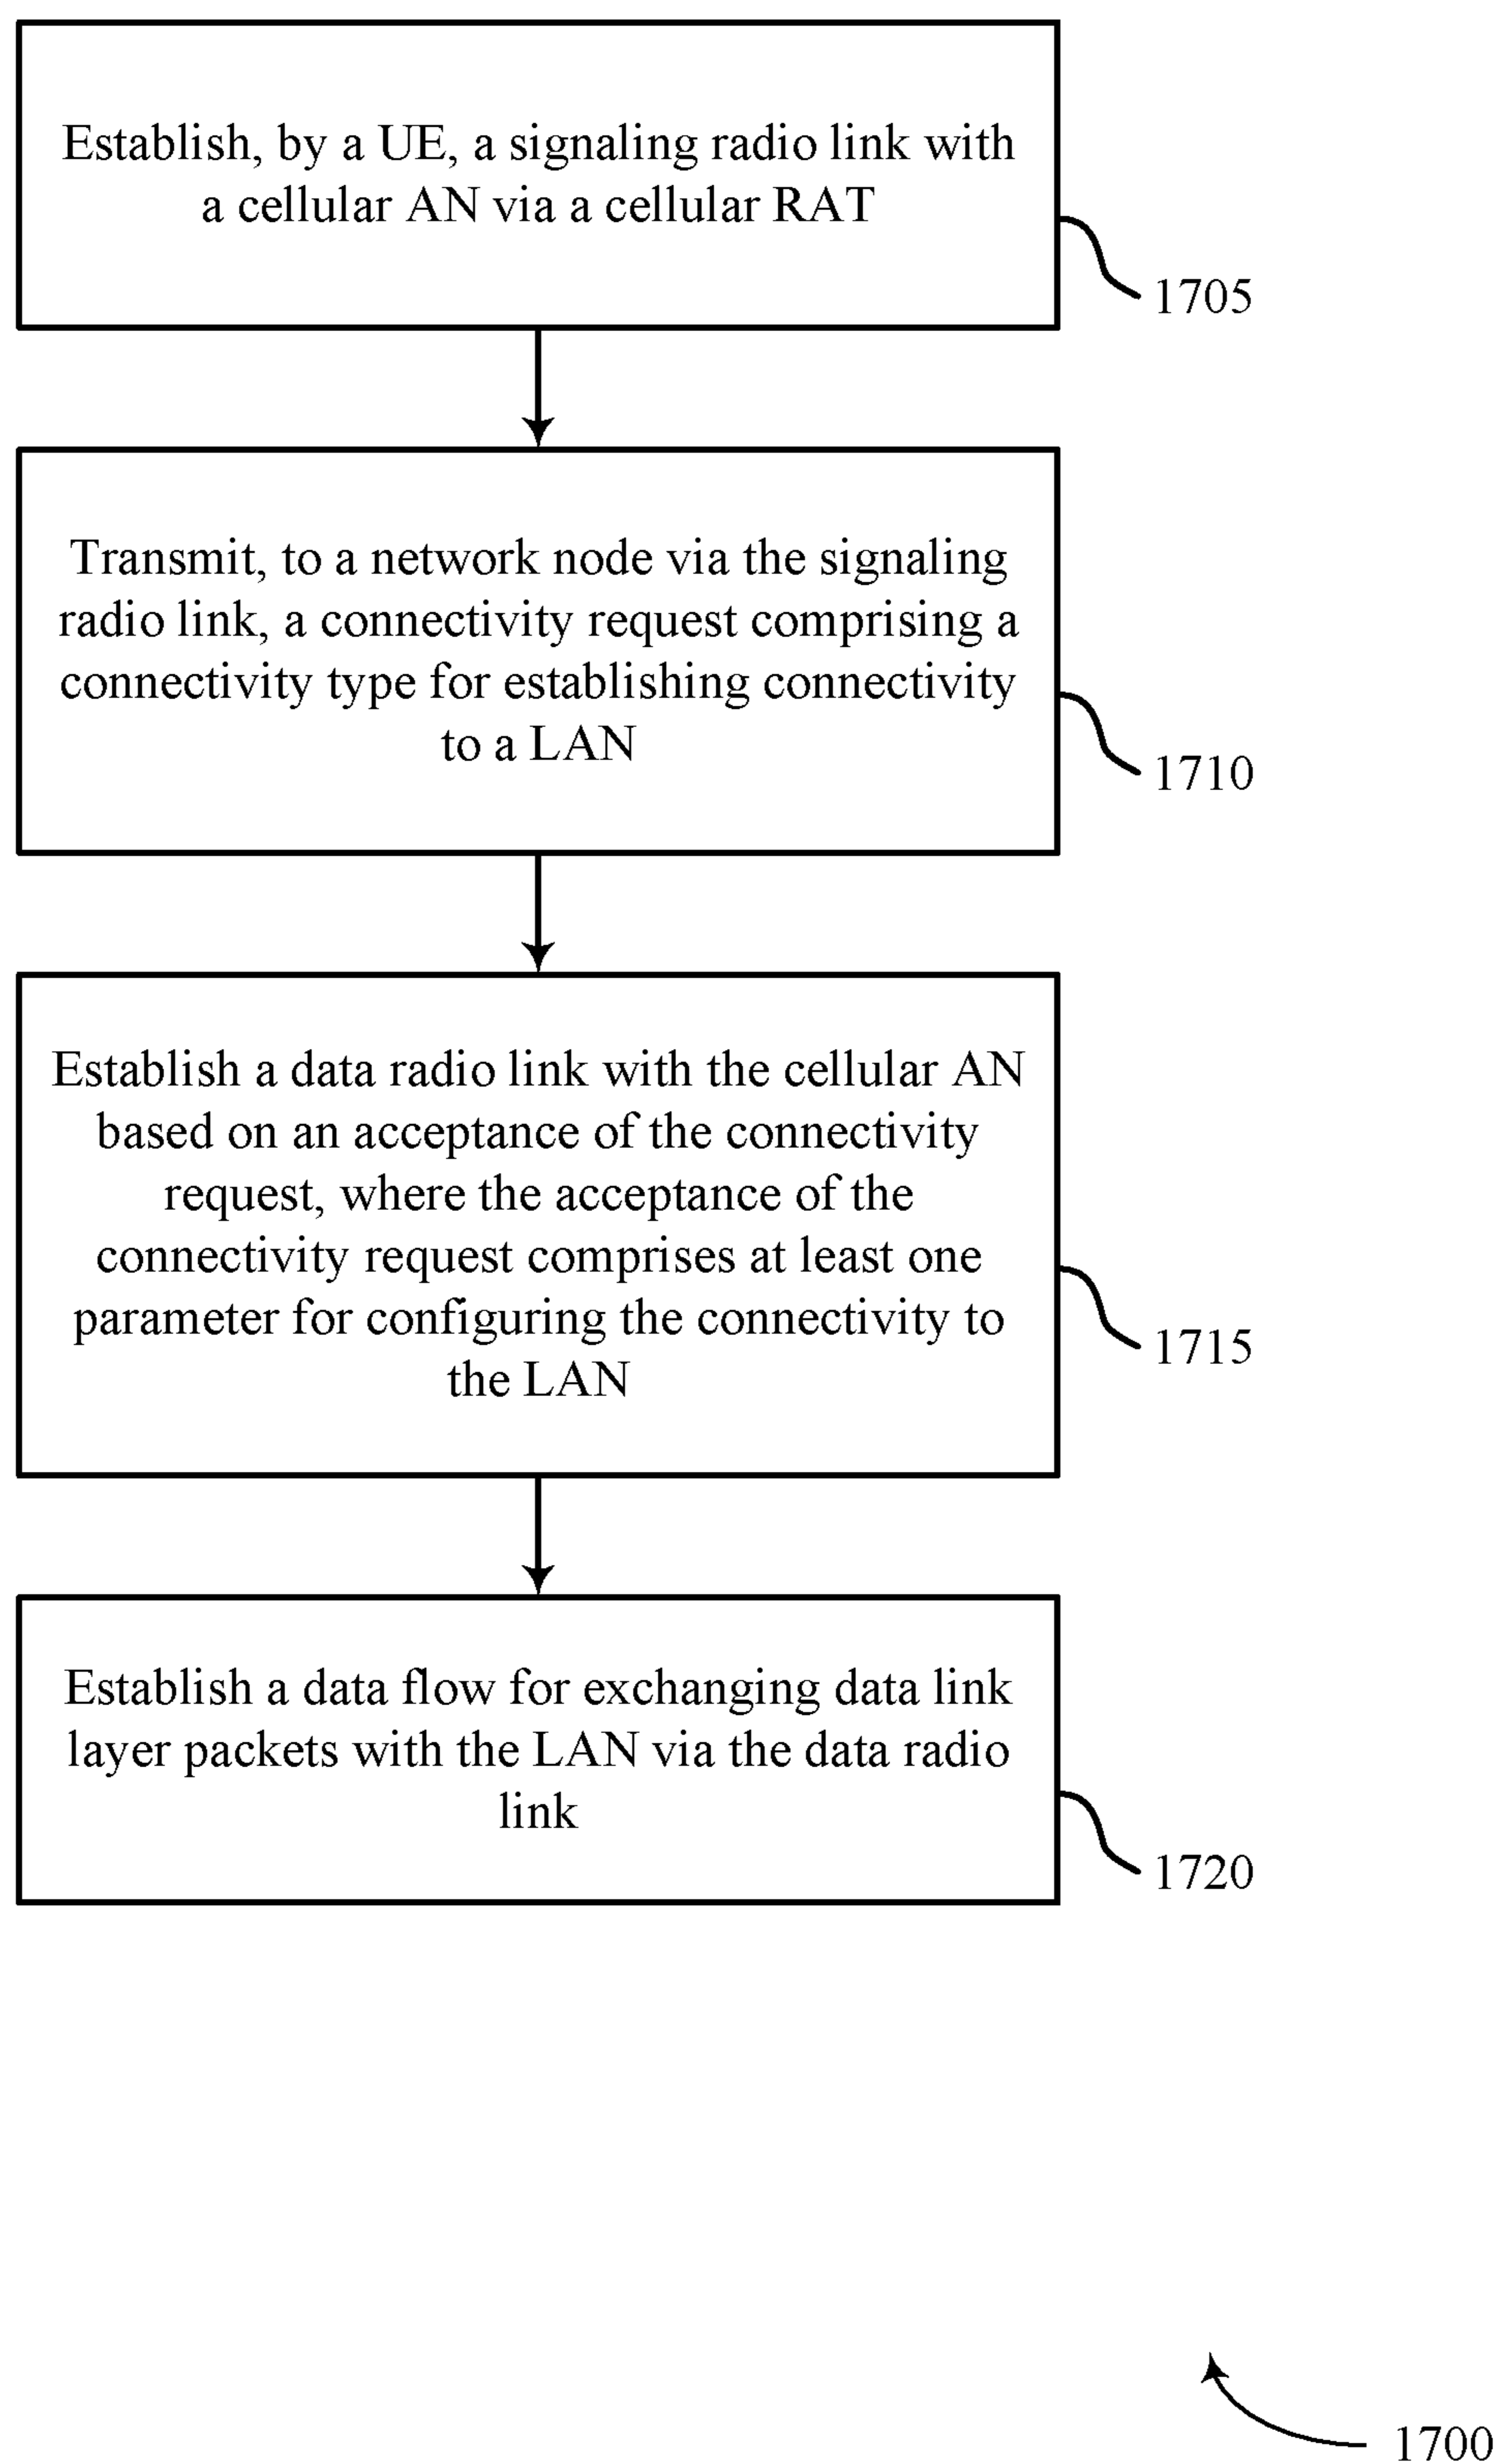 Establish, by a UE, a signaling radio link with
a cellular AN via a cellular RAT
1705
Transmit, to a network node via the signaling
radio link, a connectivity request comprising a
connectivity type for establishing connectivity
to a LAN
1710
Establish a data radio link with the cellular AN
based on an acceptance of the connectivity
request, where the acceptance of the
connectivity request comprises at least one
parameter for configuring the connectivity to
the LAN
1715
Establish a data flow for exchanging data link
layer packets with the LAN via the data radio
link
1720
1700